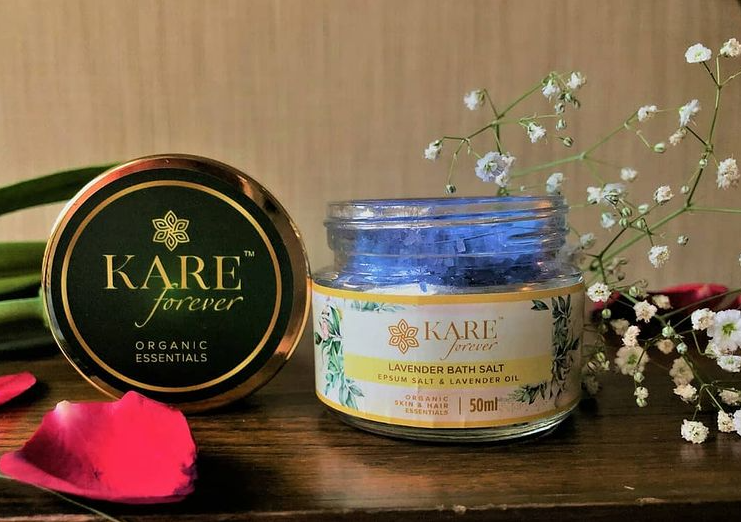 KARE™
forever
ORGANIC
ESSENTIALS
KARE™
forever
LAVENDER BATH SALT
EPSUM SALT & LAVENDER OIL
ORGANIC
SKIN & HAIR
ESSENTIALS
50ml